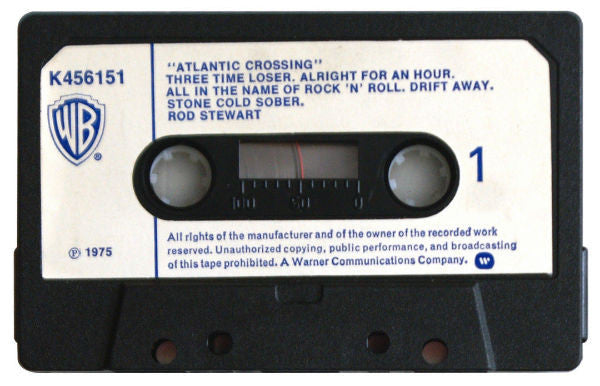 K456151
"ATLANTIC CROSSING"
THREE TIME LOSER. ALRIGHT FOR AN HOUR.
ALL IN THE NAME OF ROCK 'N' ROLL. DRIFT AWAY.
STONE COLD SOBER.
ROD STEWART
WB
®
1
100 50 0
All rights of the manufacturer and of the owner of the recorded work
reserved. Unauthorized copying, public performance, and broadcasting
of this tape prohibited. A Warner Communications Company.
℗ 1975